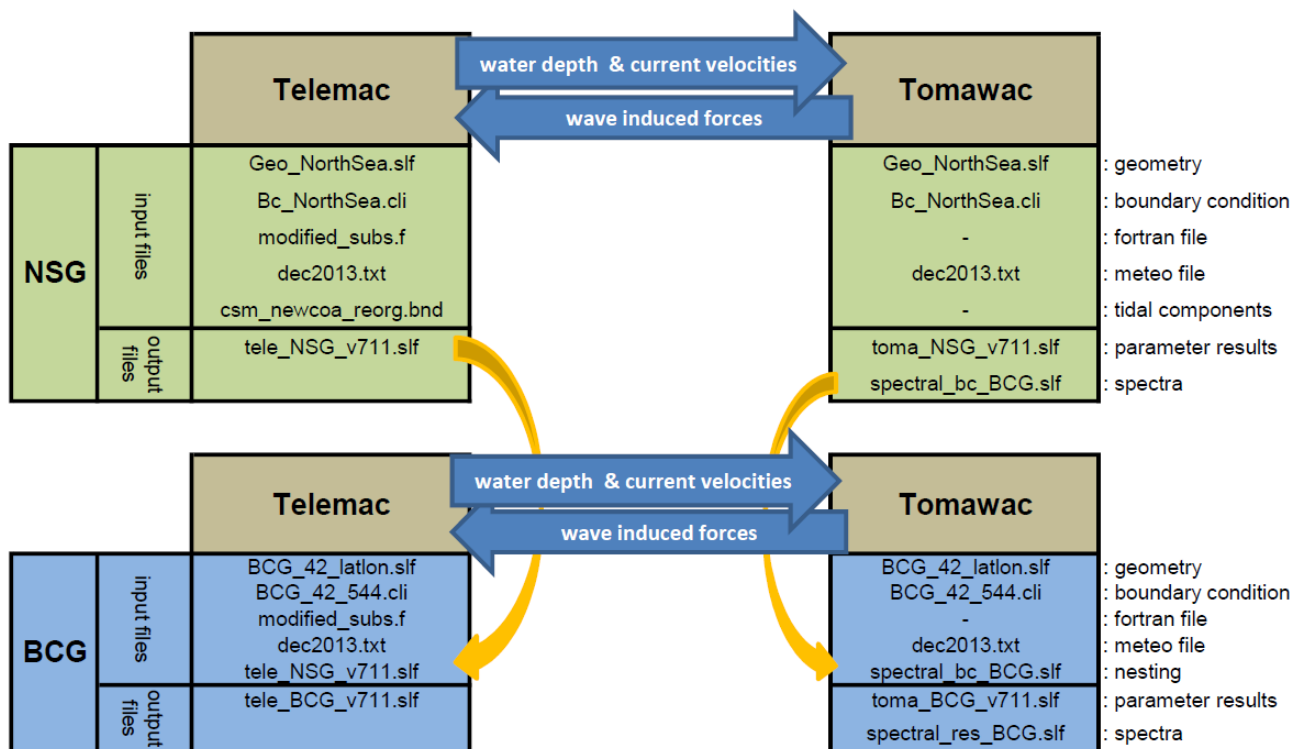 Telemac
water depth & current velocities
wave induced forces
Tomawac
NSG
input files
Geo_NorthSea.slf
Geo_NorthSea.slf
: geometry
Bc_NorthSea.cli
Bc_NorthSea.cli
: boundary condition
modified_subs.f
-
: fortran file
dec2013.txt
dec2013.txt
: meteo file
csm_newcoa_reorg.bnd
-
: tidal components
output
files
tele_NSG_v711.slf
toma_NSG_v711.slf
: parameter results
spectral_bc_BCG.slf
: spectra
Telemac
water depth & current velocities
wave induced forces
Tomawac
BCG
input files
BCG_42_latlon.slf
BCG_42_latlon.slf
: geometry
BCG_42_544.cli
BCG_42_544.cli
: boundary condition
modified_subs.f
-
: fortran file
dec2013.txt
dec2013.txt
: meteo file
tele_NSG_v711.slf
spectral_bc_BCG.slf
: nesting
output
files
tele_BCG_v711.slf
toma_BCG_v711.slf
: parameter results
spectral_res_BCG.slf
: spectra